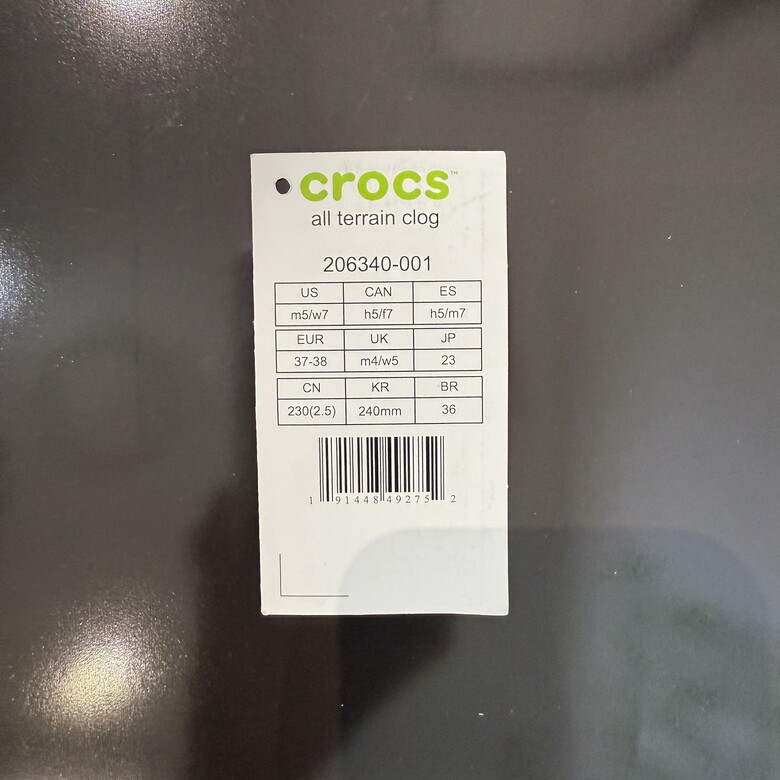 crocs™
all terrain clog
206340-001
US CAN ES
m5/w7 h5/f7 h5/m7
EUR UK JP
37-38 m4/w5 23
CN KR BR
230(2.5) 240mm 36
1 91448 49275 2